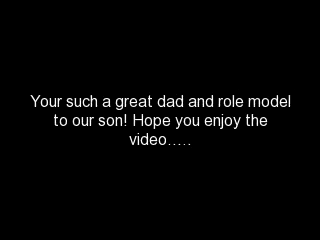 Your such a great dad and role model
to our son! Hope you enjoy the
video…..